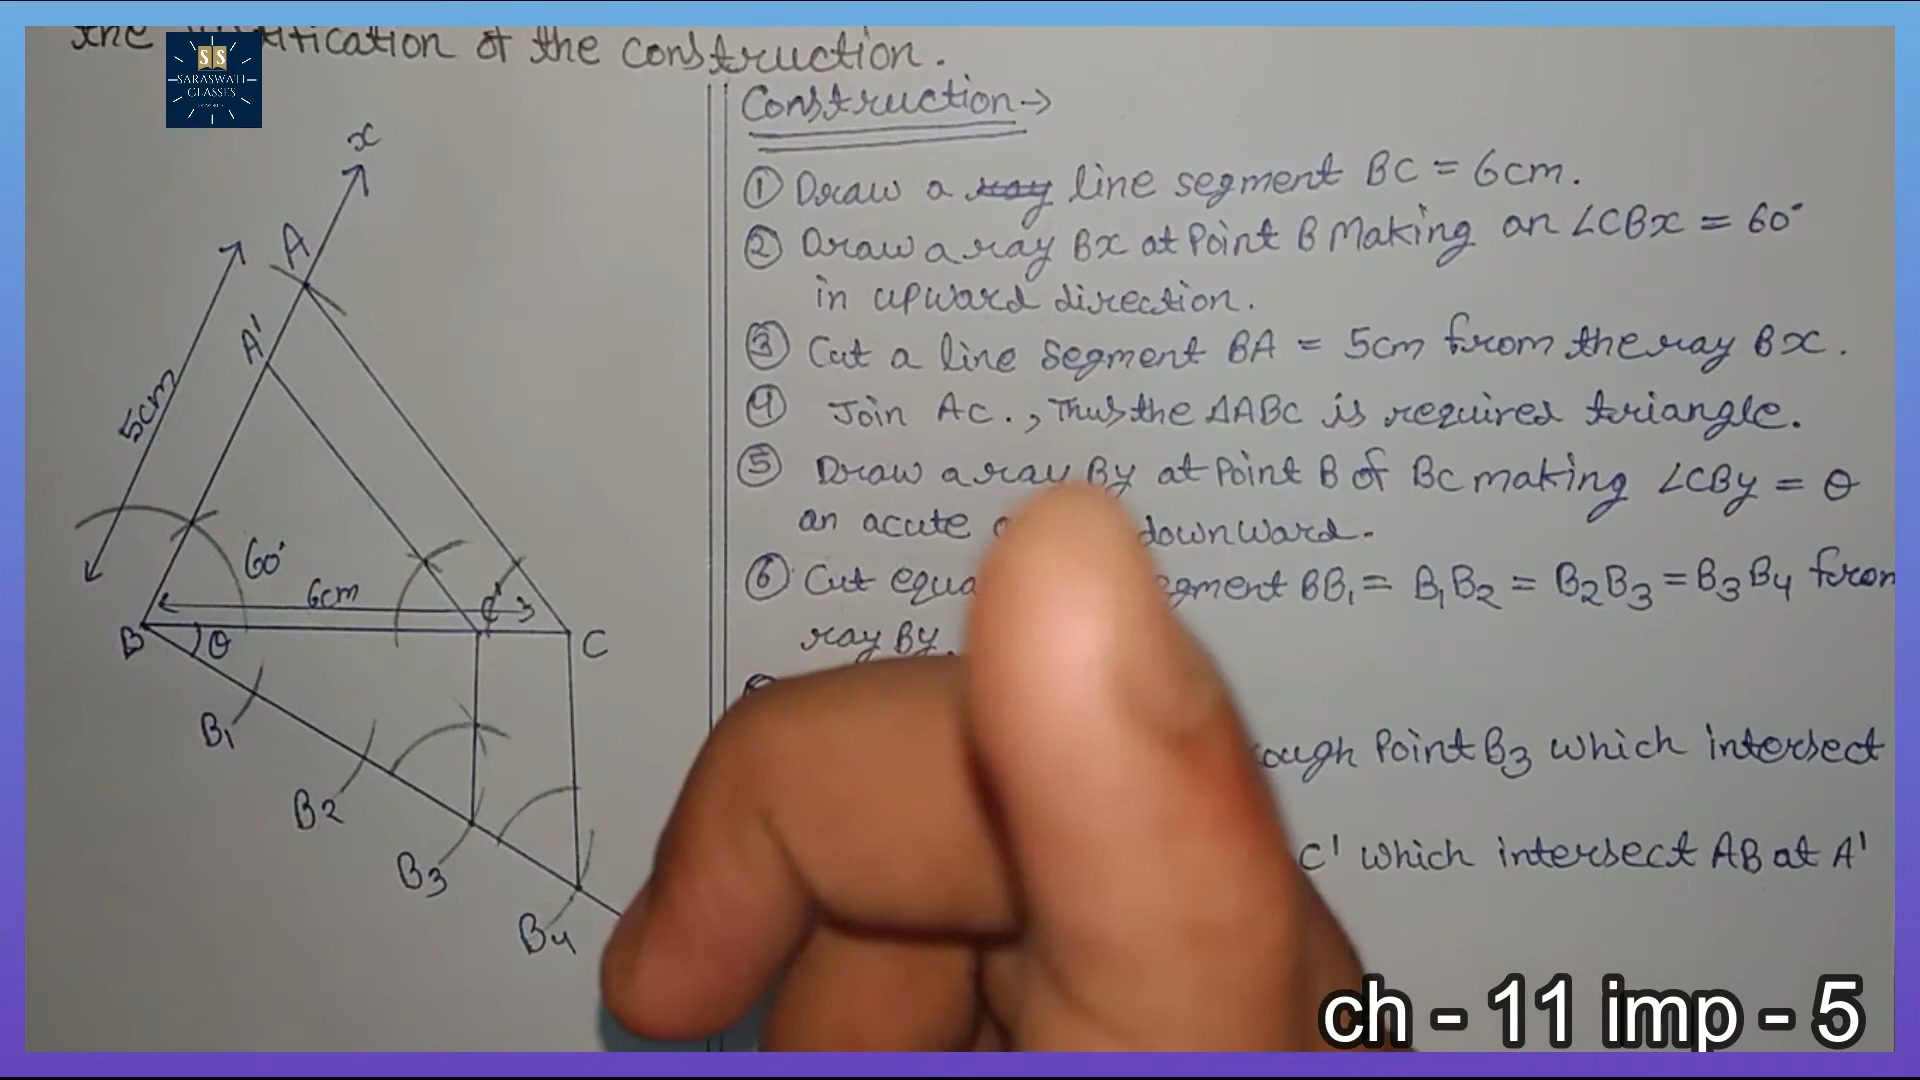 the of the construction.
SS
SARASWATI
CLASSES
x
A
A'
5cm
60°
6cm
C'
B
θ
C
B1
B2
B3
B4
Construction→
① Draw a ray line segment BC = 6cm.
② Draw a ray Bx at Point B Making an ∠CBx = 60°
in upward direction.
③ Cut a line segment BA = 5cm from the ray Bx.
④ Join AC., Thus the ΔABC is required triangle.
⑤ Draw a ray By at Point B of BC making ∠CBy = θ
an acute downward.
⑥ Cut BB1 = B1B2 = B2B3 = B3B4 from
ray By.
Point B3 which intersect
C' which intersect AB at A'
ch - 11 imp - 5